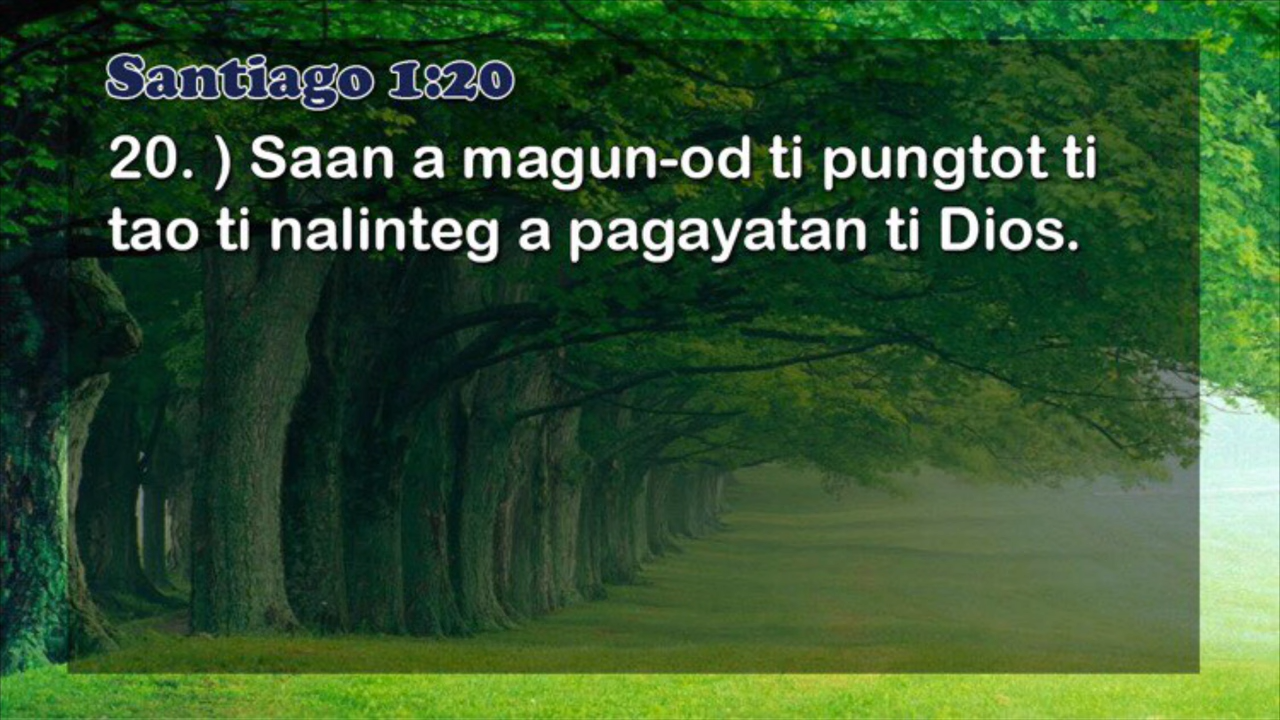 Santiago 1:20
20. ) Saan a magun-od ti pungtot ti
tao ti nalinteg a pagayatan ti Dios.